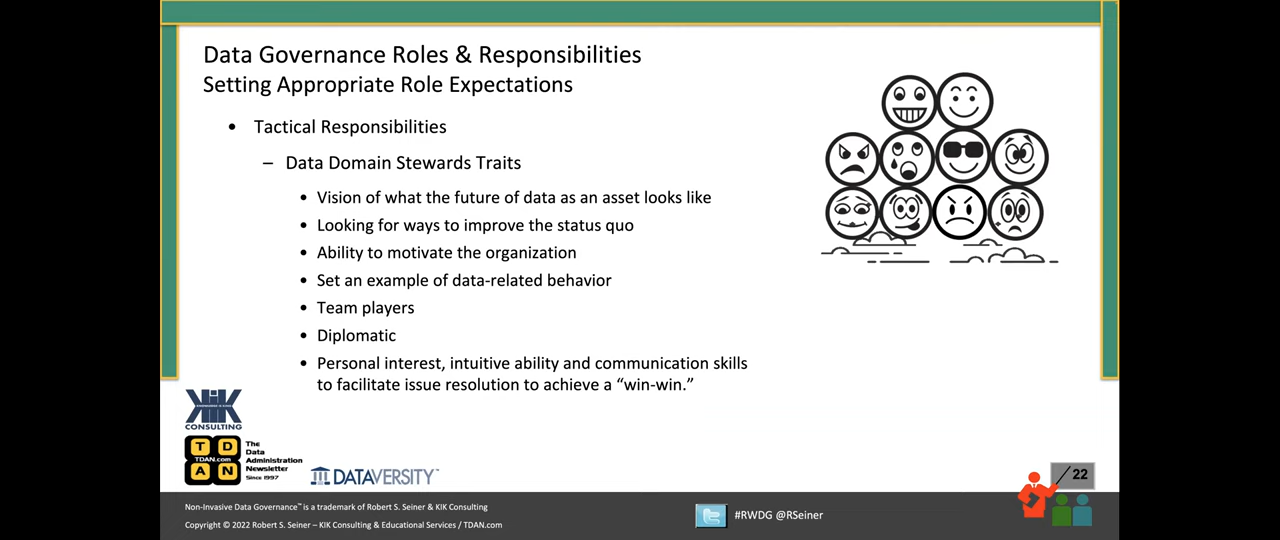 Data Governance Roles & Responsibilities
Setting Appropriate Role Expectations
• Tactical Responsibilities
– Data Domain Stewards Traits
• Vision of what the future of data as an asset looks like
• Looking for ways to improve the status quo
• Ability to motivate the organization
• Set an example of data-related behavior
• Team players
• Diplomatic
• Personal interest, intuitive ability and communication skills
to facilitate issue resolution to achieve a “win-win.”
KIK
CONSULTING
T D
TDAN.com
A N
The
Data
Administration
Newsletter
Since 1997
DATAVERSITY™
22
Non-Invasive Data Governance™ is a trademark of Robert S. Seiner & KIK Consulting
Copyright © 2022 Robert S. Seiner – KIK Consulting & Educational Services / TDAN.com
#RWDG @RSeiner